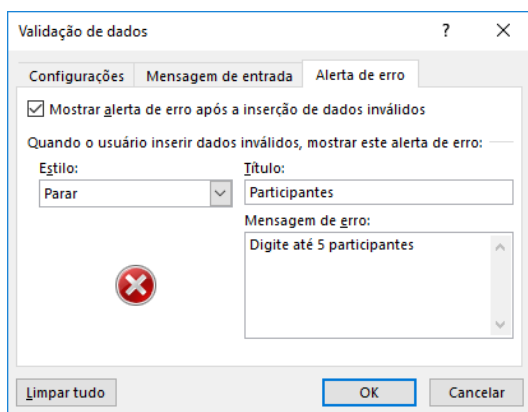 Validação de dados
?
Configurações
Mensagem de entrada
Alerta de erro
Mostrar alerta de erro após a inserção de dados inválidos
Quando o usuário inserir dados inválidos, mostrar este alerta de erro:
Estilo:
Parar
Título:
Participantes
Mensagem de erro:
Digite até 5 participantes
Limpar tudo
OK
Cancelar